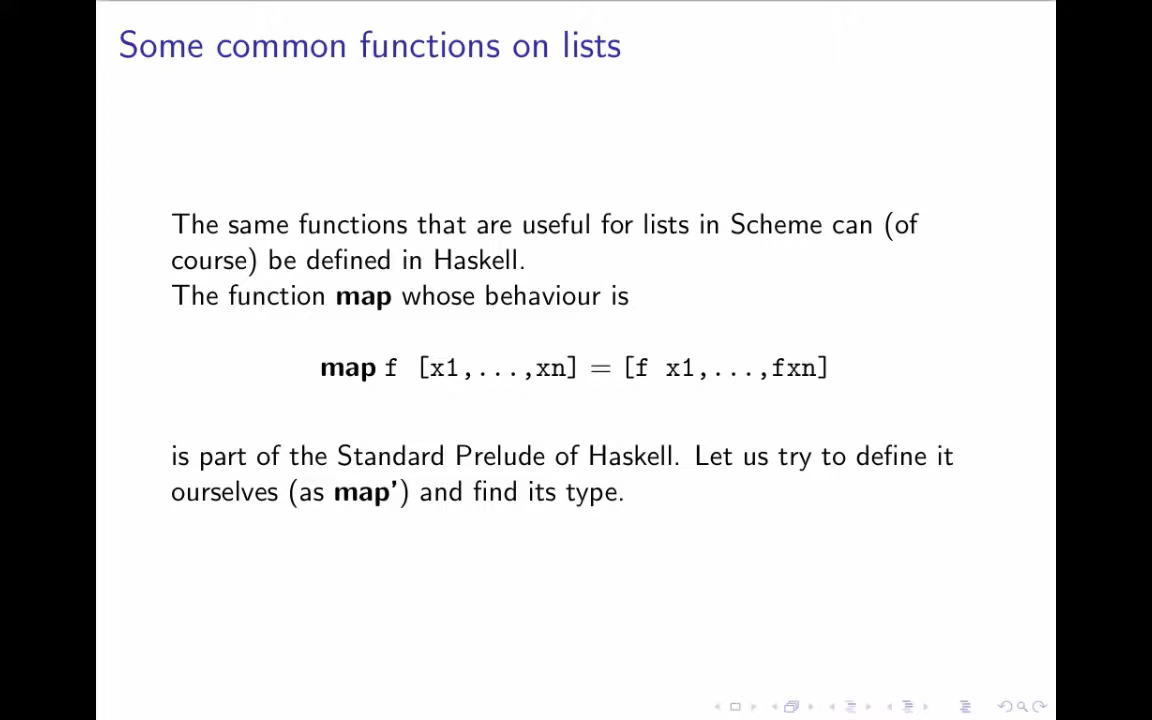 Some common functions on lists
The same functions that are useful for lists in Scheme can (of
course) be defined in Haskell.
The function map whose behaviour is
map f [x1,...,xn] = [f x1,...,fxn]
is part of the Standard Prelude of Haskell. Let us try to define it
ourselves (as map’) and find its type.